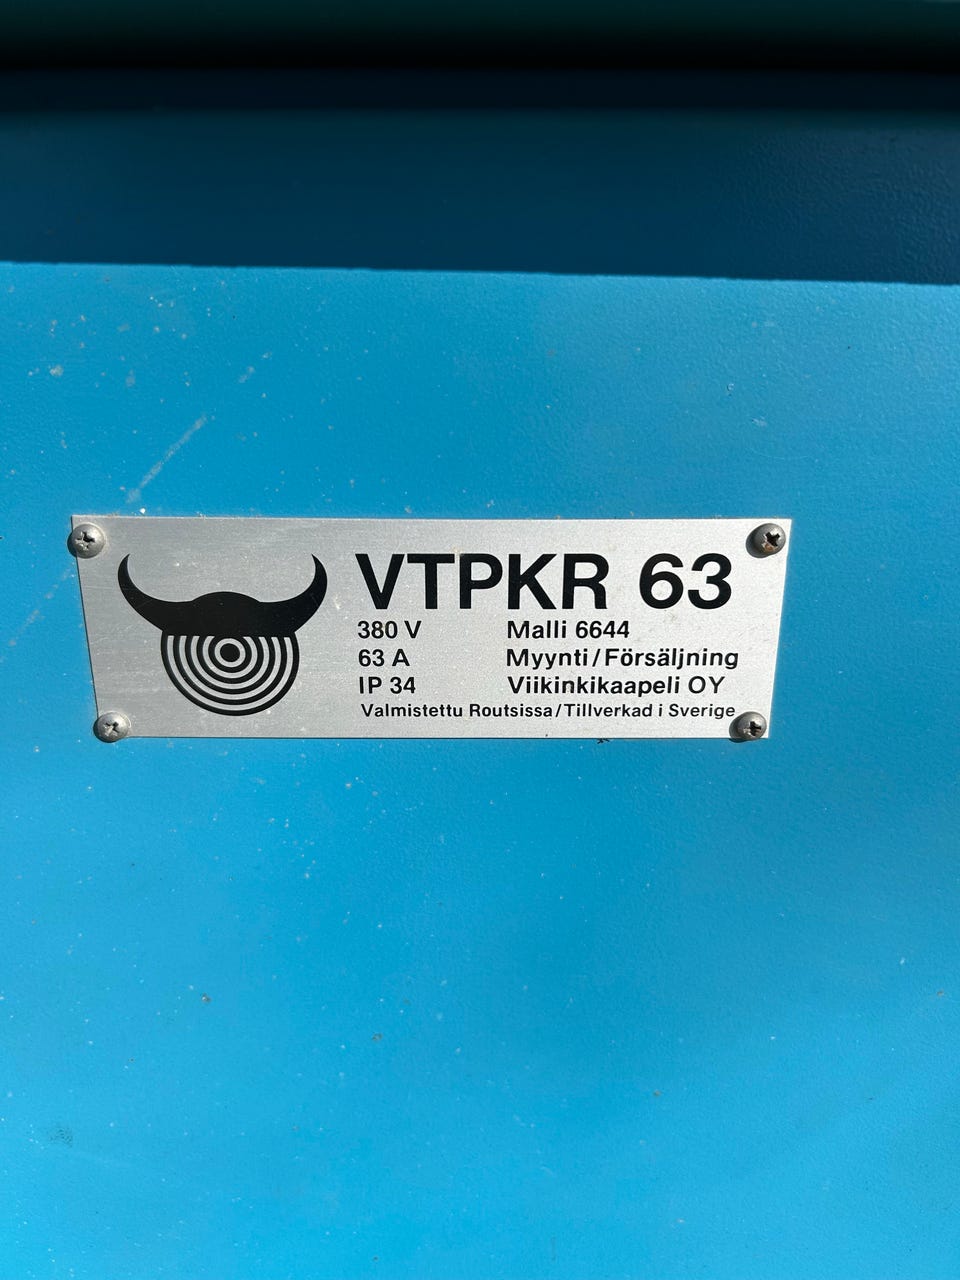 VTPKR 63
380 V Malli 6644
63 A Myynti/Försäljning
IP 34 Viikinkikaapeli OY
Valmistettu Routsissa/Tillverkad i Sverige